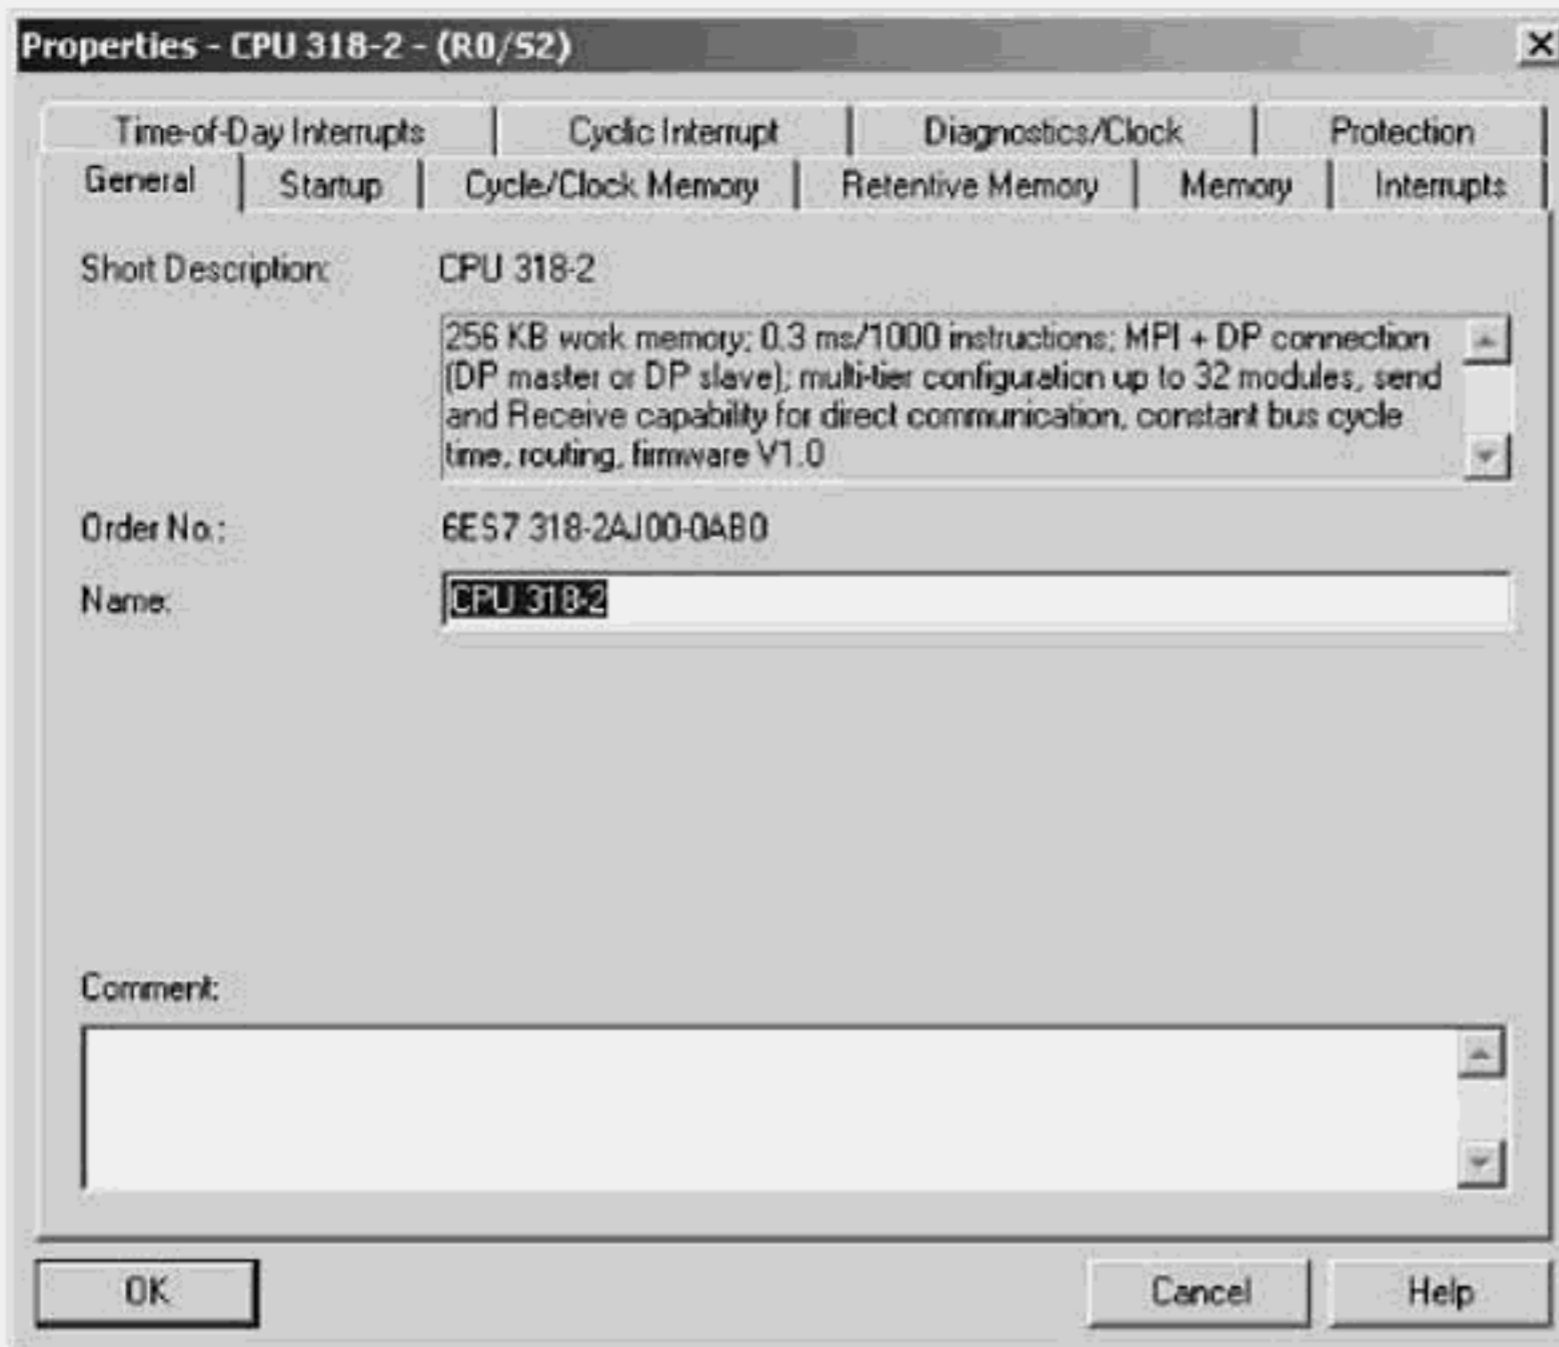 Properties - CPU 318-2 - (R0/S2)
Time-of-Day Interrupts Cyclic Interrupt Diagnostics/Clock Protection
General Startup Cycle/Clock Memory Retentive Memory Memory Interrupts
Short Description: CPU 318-2
256 KB work memory; 0.3 ms/1000 instructions; MPI + DP connection
(DP master or DP slave); multi-tier configuration up to 32 modules, send
and Receive capability for direct communication, constant bus cycle
time, routing, firmware V1.0
Order No.: 6ES7 318-2AJ00-0AB0
Name: CPU 318-2
Comment:
OK Cancel Help